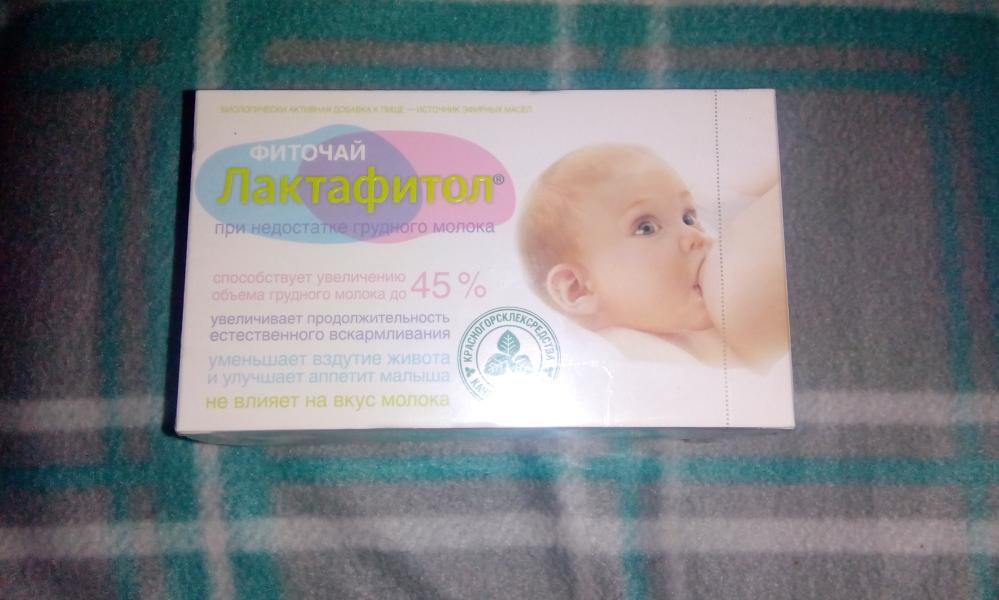 БИОЛОГИЧЕСКИ АКТИВНАЯ ДОБАВКА К ПИЩЕ — ИСТОЧНИК ЭФИРНЫХ МАСЕЛ
ФИТОЧАЙ
Лактафитол®
при недостатке грудного молока
способствует увеличению
объема грудного молока до 45 %
увеличивает продолжительность
естественного вскармливания
уменьшает вздутие живота
и улучшает аппетит малыша
не влияет на вкус молока
КРАСНОГОРСКЛЕКСРЕДСТВА